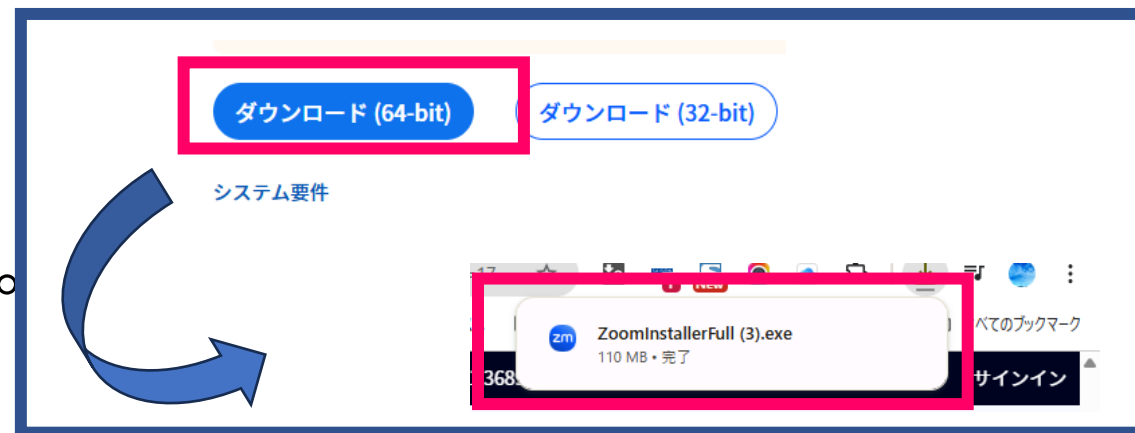 ダウンロード (64-bit)
ダウンロード (32-bit)
システム要件
New
zm
ZoomInstallerFull (3).exe
110 MB • 完了
べてのブックマーク
サインイン